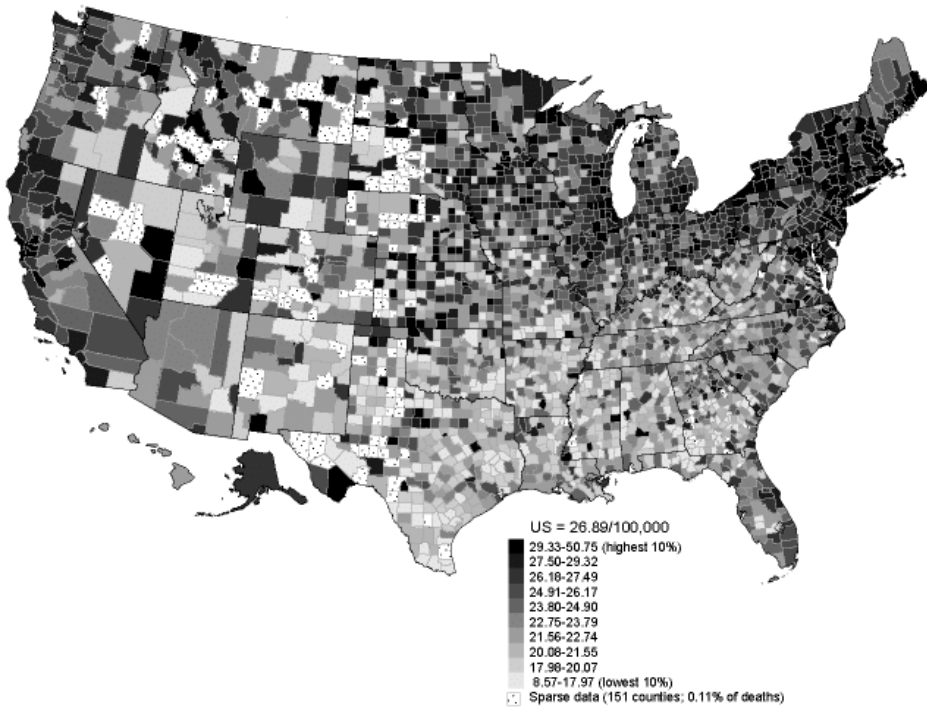 US = 26.89/100,000
29.33-50.75 (highest 10%)
27.50-29.32
26.18-27.49
24.91-26.17
23.80-24.90
22.75-23.79
21.56-22.74
20.08-21.55
17.98-20.07
8.57-17.97 (lowest 10%)
Sparse data (151 counties; 0.11% of deaths)